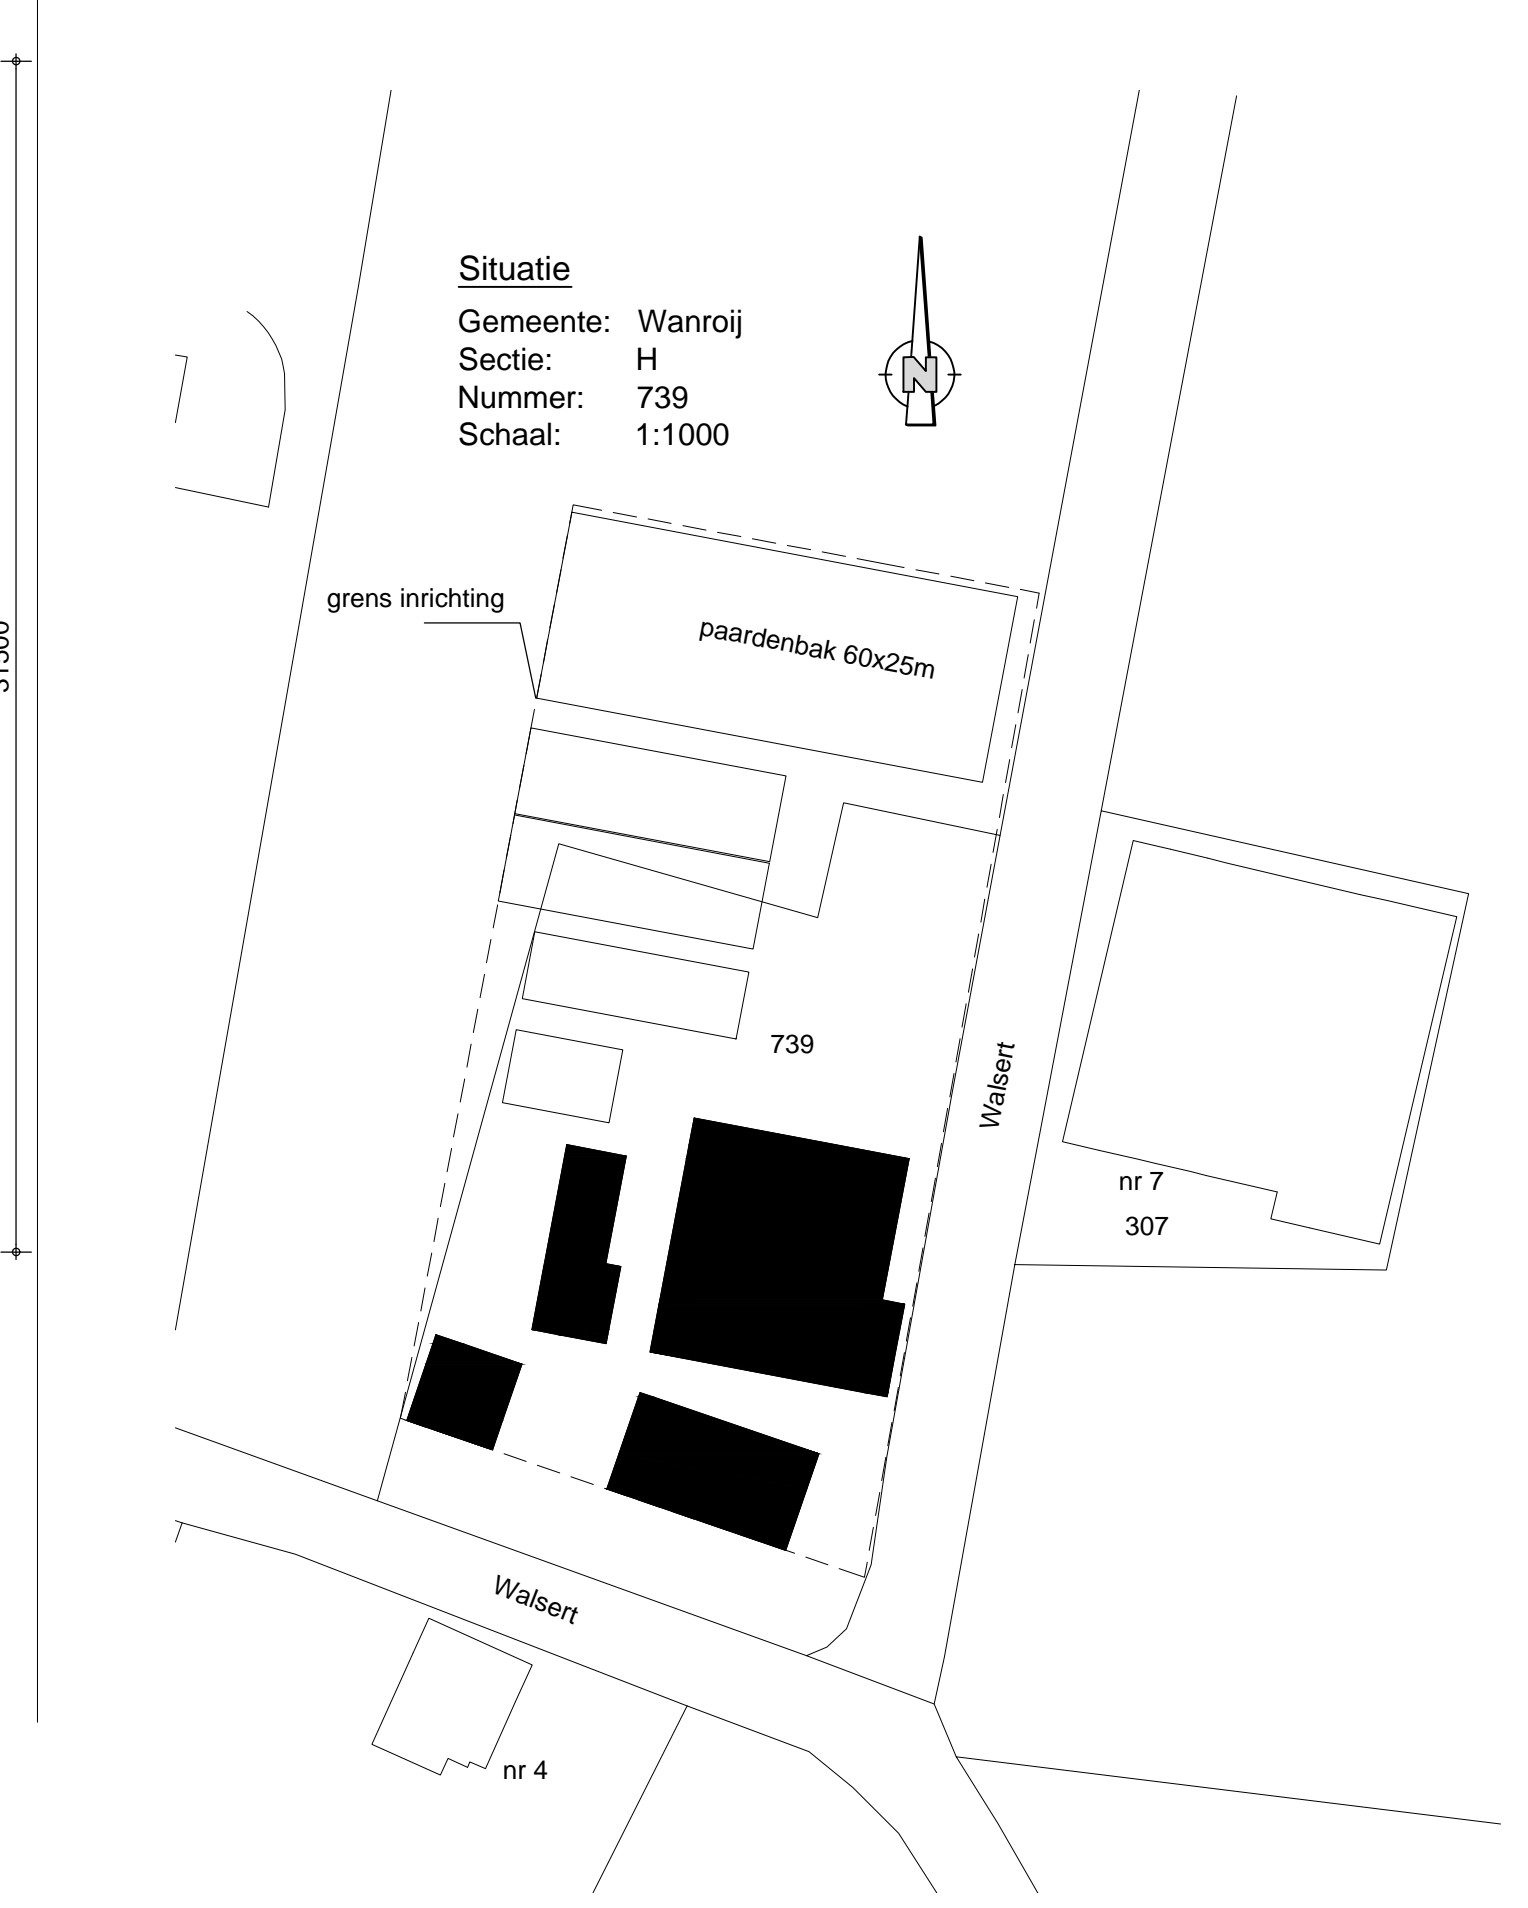 Situatie
Gemeente: Wanroij
Sectie: H
Nummer: 739
Schaal: 1:1000
N
grens inrichting
paardenbak 60x25m
739
Walsert
nr 7
307
Walsert
nr 4